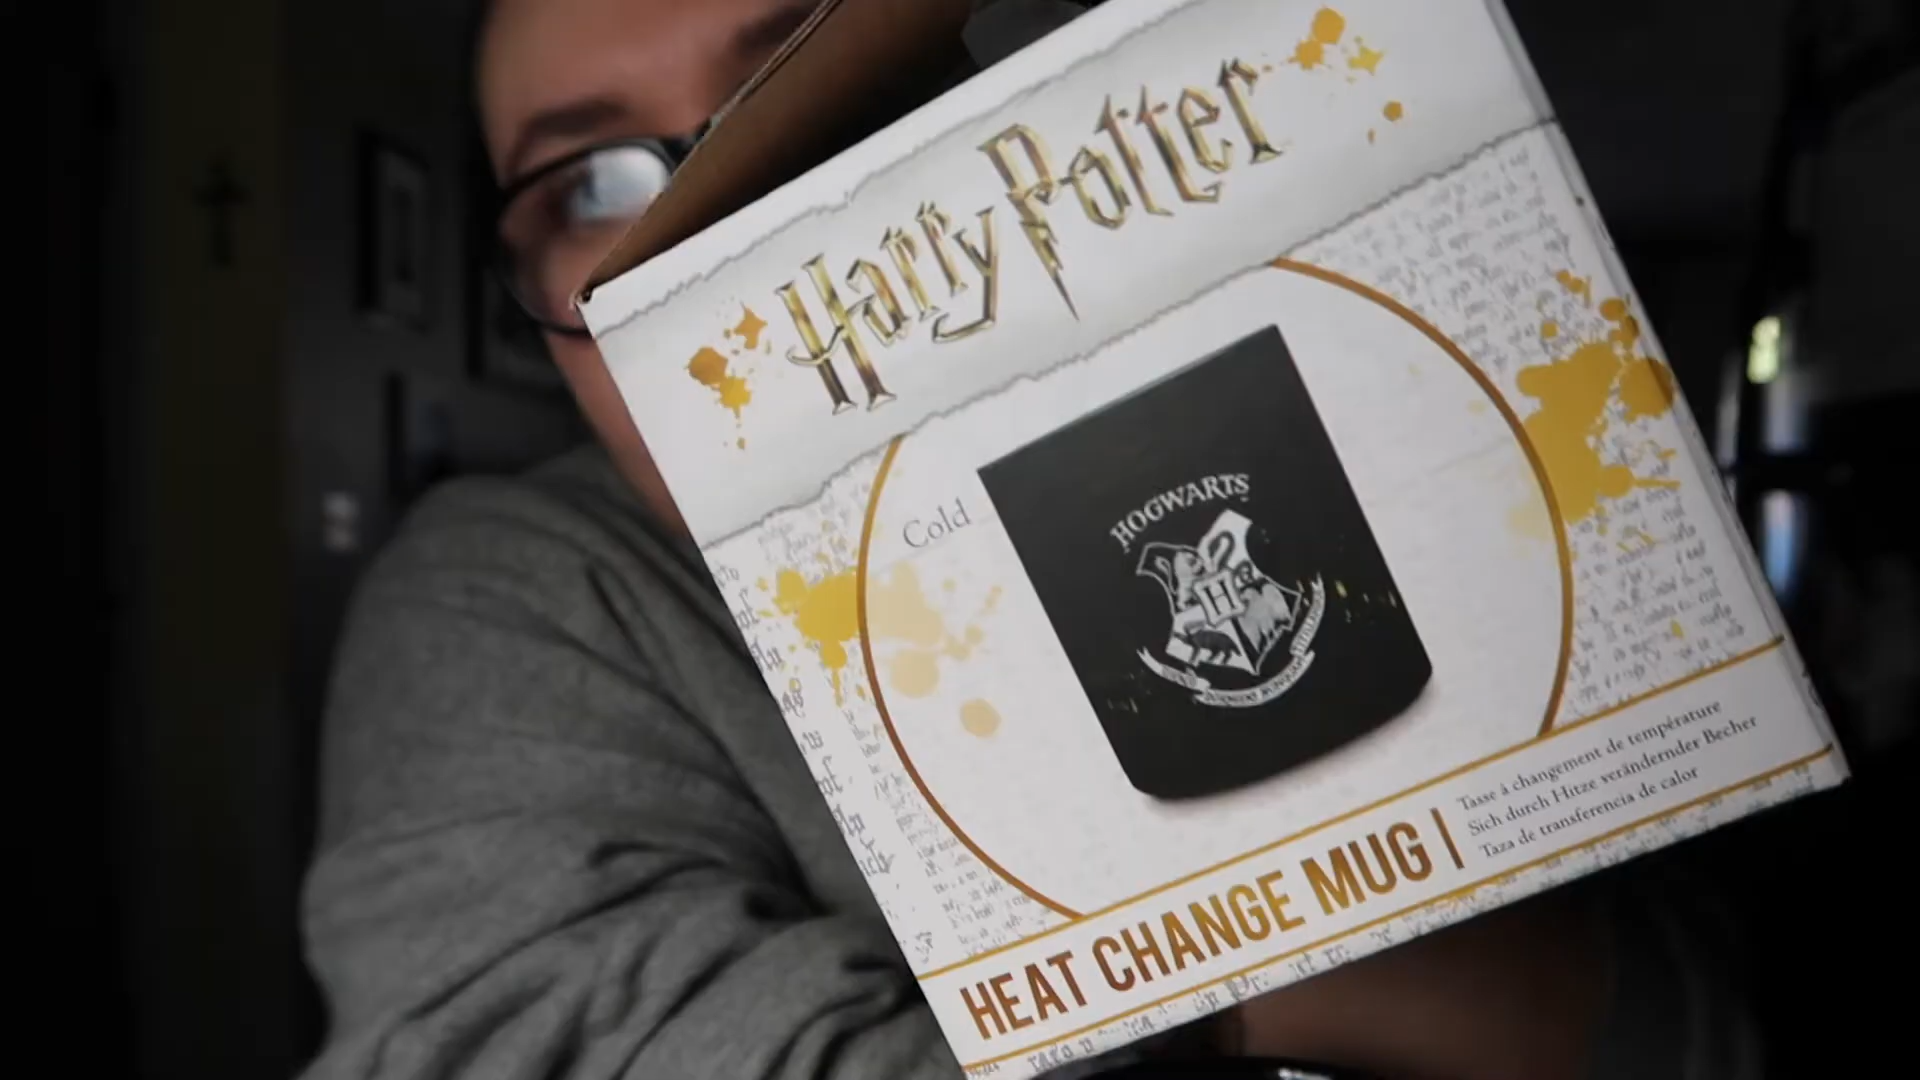 Harry Potter
Cold
HOGWARTS
H
HEAT CHANGE MUG
Tasse à changement de température
Sich durch Hitze verändernder Becher
Taza de transferencia de calor